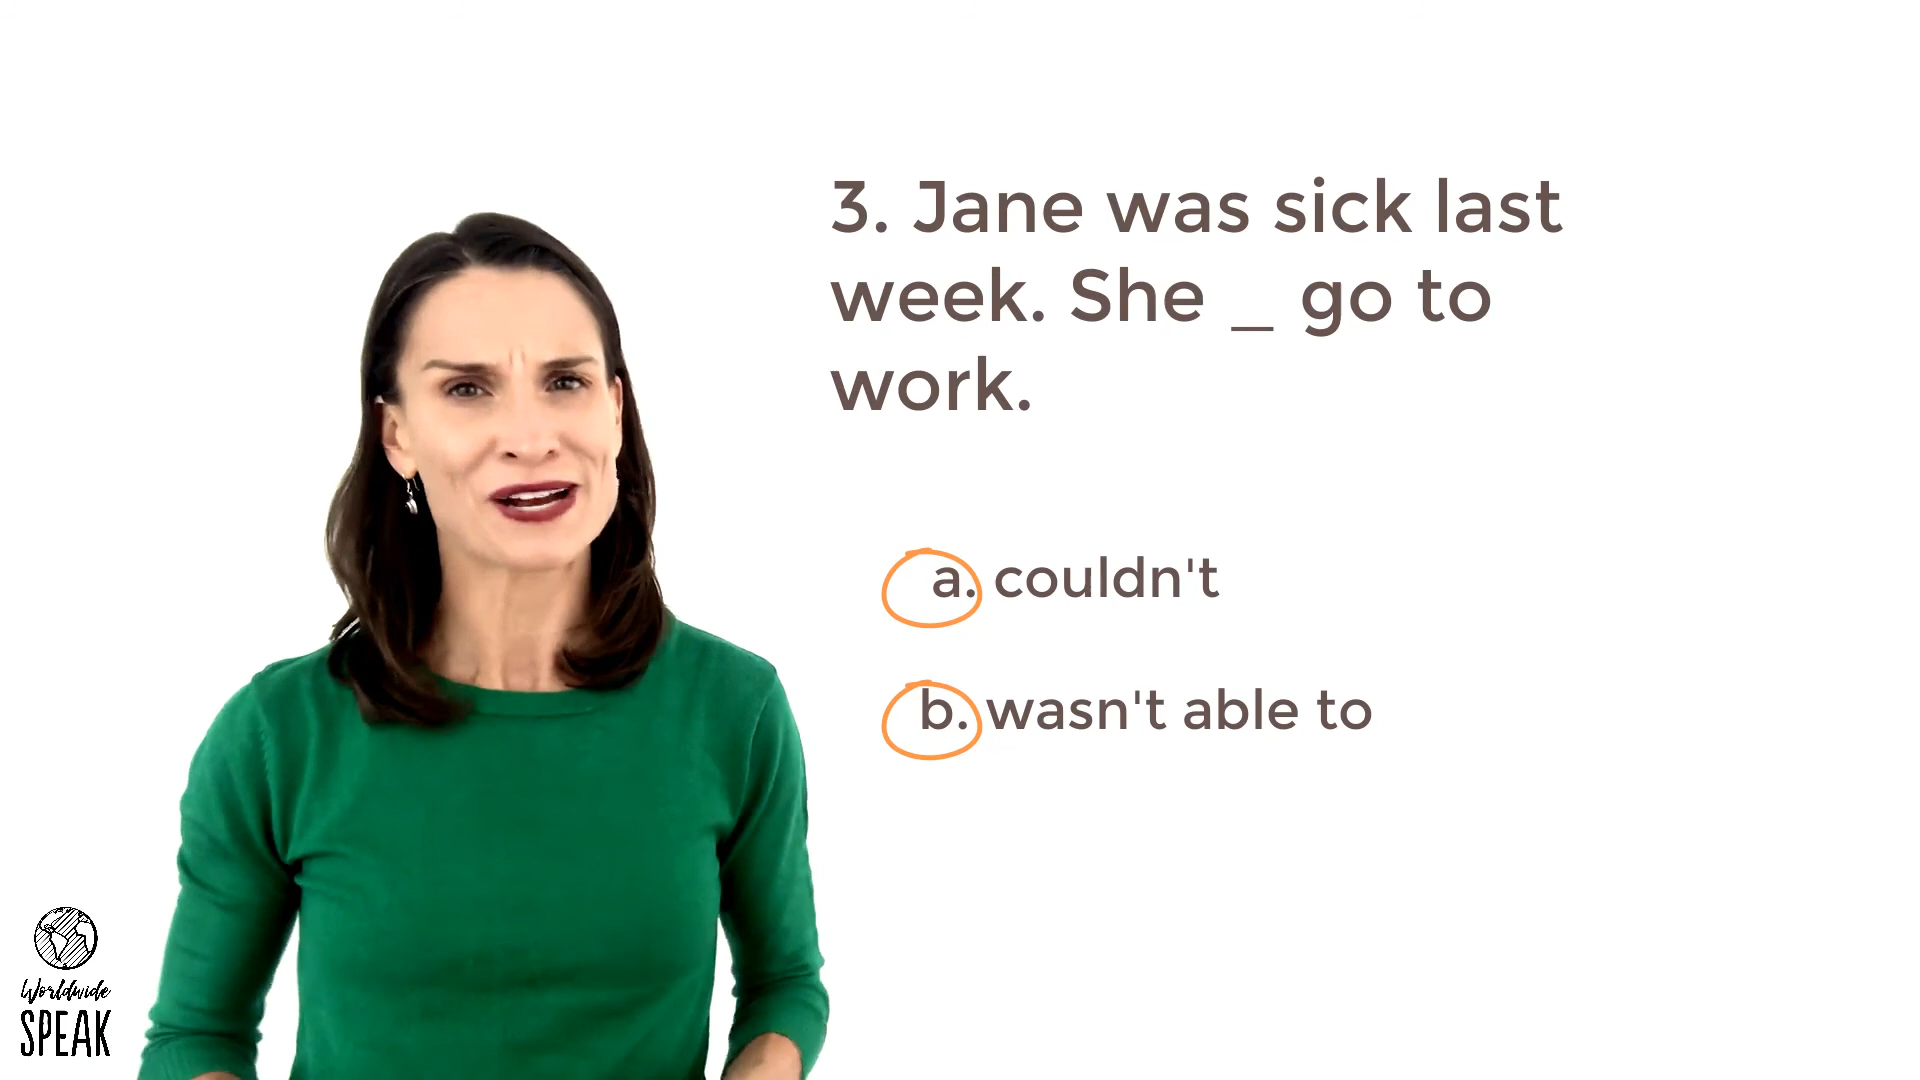 3. Jane was sick last
week. She _ go to
work.
a. couldn't
b. wasn't able to
Worldwide
SPEAK